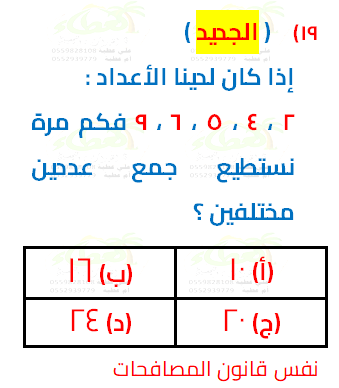 ١٩) ( الجديد )
إذا كان لدينا الأعداد :
٢ ، ٤ ، ٥ ، ٦ ، ٩ فكم مرة
نستطيع جمع عددين
مختلفين ؟
(أ) ١٠ (ب) ١٦
(ج) ٢٠ (د) ٢٤
نفس قانون المصافحات